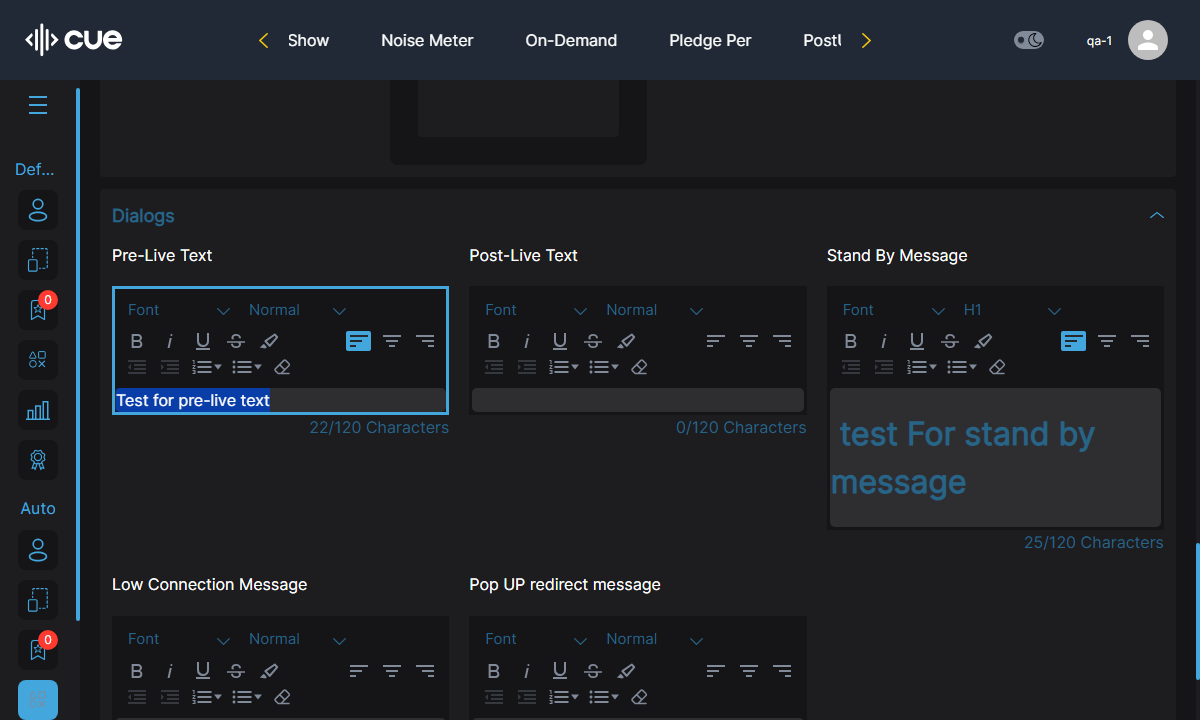 cue
Show
Noise Meter
On-Demand
Pledge Per
qa-1
Def...
0
Auto
0
Dialogs
Pre-Live Text
Post-Live Text
Stand By Message
Font Normal
Font Normal
Font H1
B i U S
B i U S
B i U S
Test for pre-live text
test For stand by
message
22/120 Characters
0/120 Characters
25/120 Characters
Low Connection Message
Pop UP redirect message
Font Normal
Font Normal
B i U S
B i U S